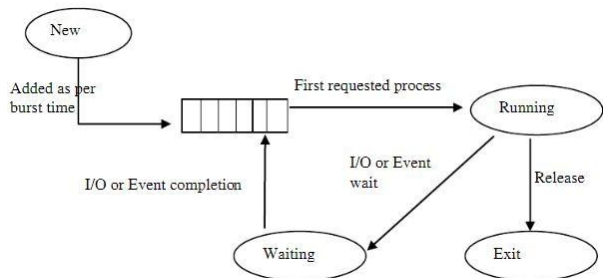 New
Added as per
burst time
First requested process
Running
I/O or Event
wait
I/O or Event completion
Release
Waiting
Exit